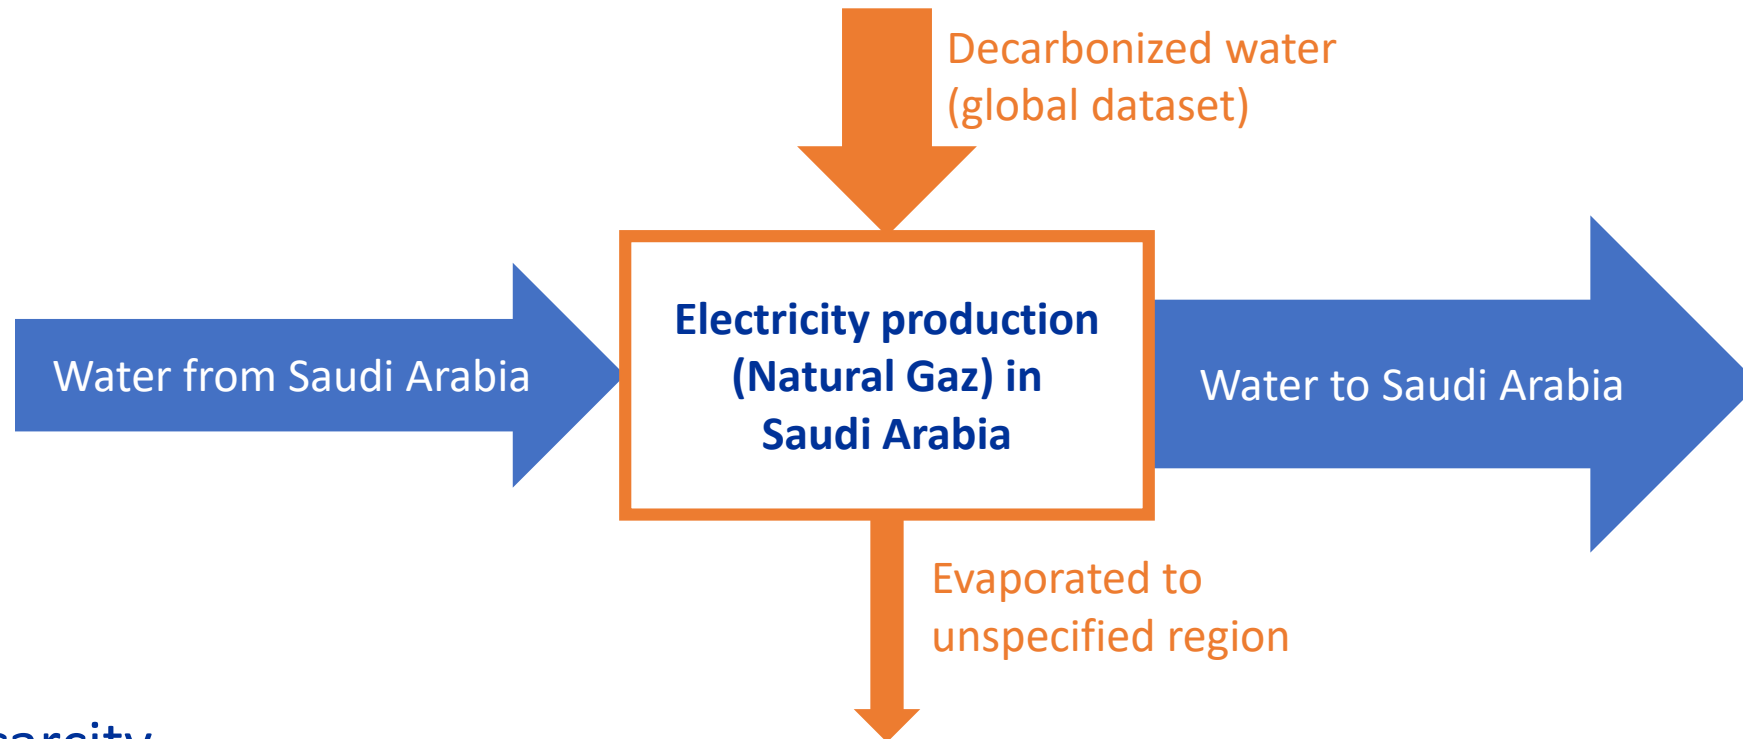 Decarbonized water
(global dataset)
Water from Saudi Arabia
Electricity production
(Natural Gaz) in
Saudi Arabia
Water to Saudi Arabia
Evaporated to
unspecified region